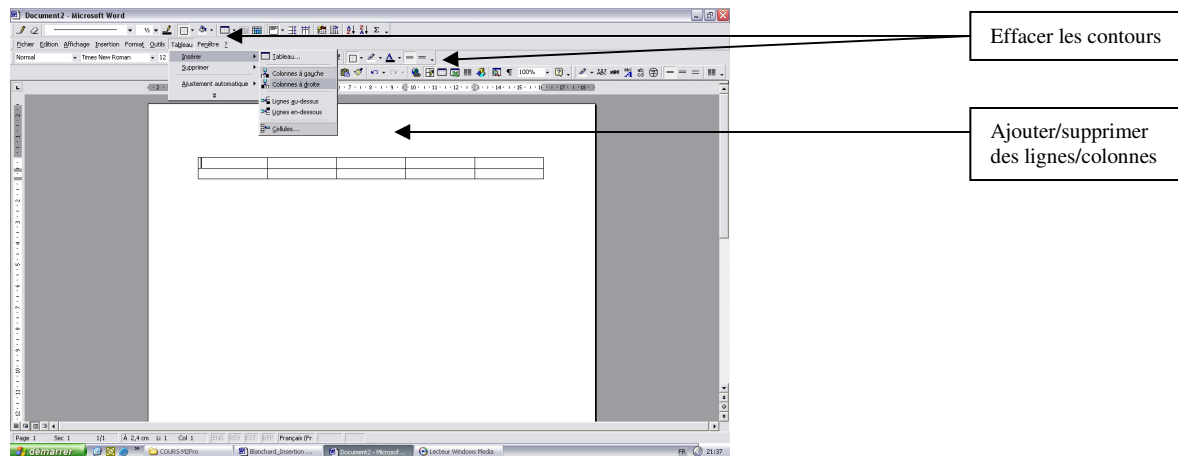 Document2 - Microsoft Word
½
Fichier Edition Affichage Insertion Format Outils Tableau Fenêtre ?
Normal Times New Roman 12
100%
Insérer
Supprimer
Ajustement automatique
Tableau...
Colonnes à gauche
Colonnes à droite
Lignes au-dessus
Lignes en-dessous
Cellules...
Effacer les contours
Ajouter/supprimer
des lignes/colonnes
Page 1 Sec 1 1/1 À 2,4 cm Li 1 Col 1 ENR REV EXT RFP Français (Fr
démarrer COURS M2Pro Blanchard_Insertion ... Document2 - Microsof... Lecteur Windows Media FR 21:37